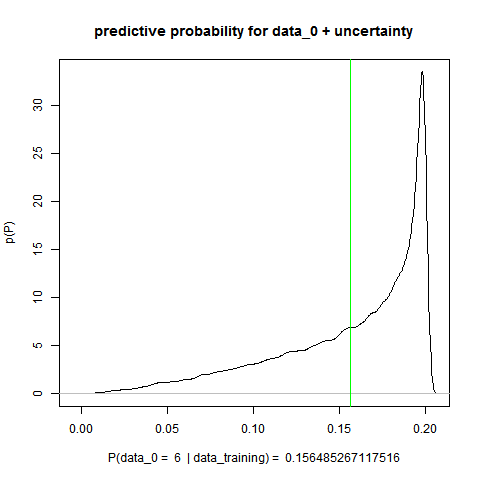 predictive probability for data_0 + uncertainty
p(P)
30
25
20
15
10
5
0
0.00 0.05 0.10 0.15 0.20
P(data_0 = 6 | data_training) = 0.156485267117516